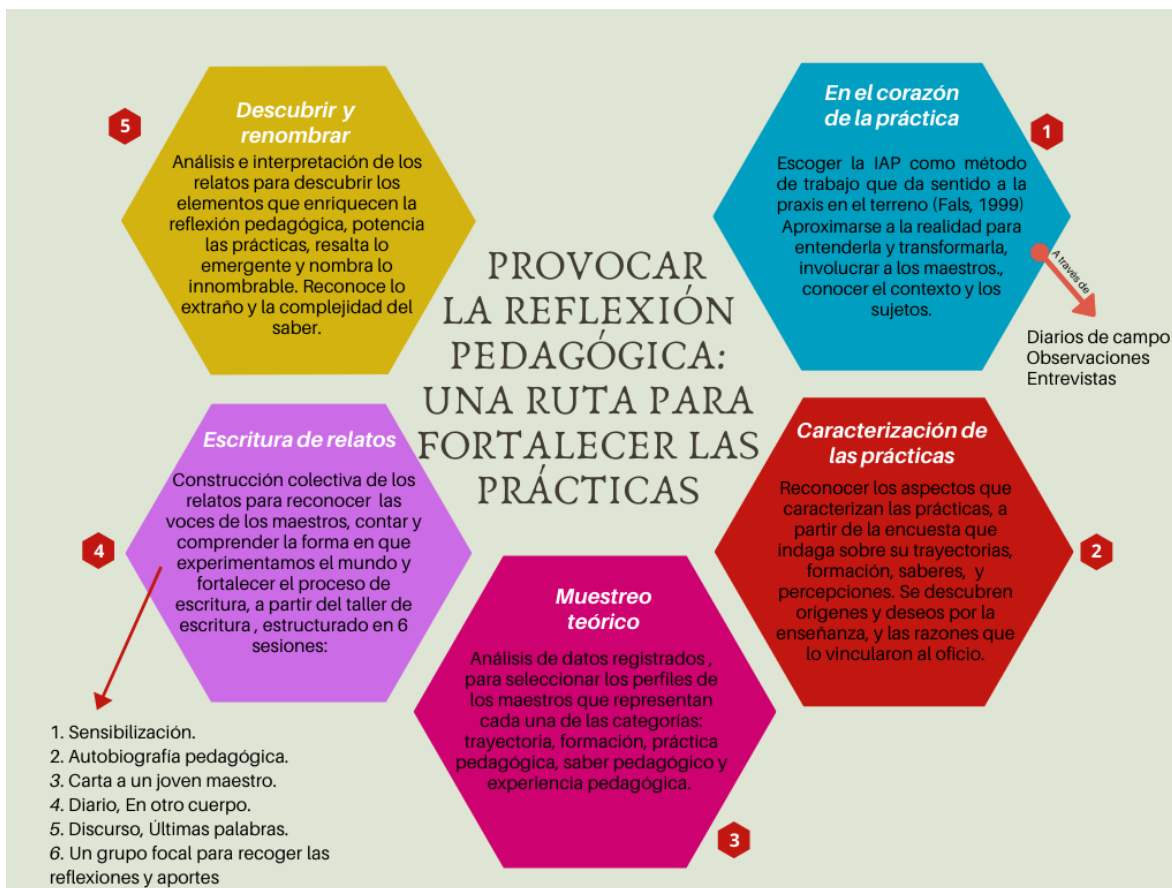 PROVOCAR
LA REFLEXIÓN
PEDAGÓGICA:
UNA RUTA PARA
FORTALECER LAS
PRÁCTICAS
1
En el corazón
de la práctica
Escoger la IAP como método
de trabajo que da sentido a la
praxis en el terreno (Fals, 1999)
Aproximarse a la realidad para
entenderla y transformarla,
involucrar a los maestros.,
conocer el contexto y los
sujetos.
A través de
Diarios de campo
Observaciones
Entrevistas
2
Caracterización de
las prácticas
Reconocer los aspectos que
caracterizan las prácticas, a
partir de la encuesta que
indaga sobre su trayectorias,
formación, saberes, y
percepciones. Se descubren
orígenes y deseos por la
enseñanza, y las razones que
lo vincularon al oficio.
3
Muestreo
teórico
Análisis de datos registrados ,
para seleccionar los perfiles de
los maestros que representan
cada una de las categorías:
trayectoria, formación, práctica
pedagógica, saber pedagógico y
experiencia pedagógica.
4
Escritura de relatos
Construcción colectiva de los
relatos para reconocer las
voces de los maestros, contar y
comprender la forma en que
experimentamos el mundo y
fortalecer el proceso de
escritura, a partir del taller de
escritura , estructurado en 6
sesiones:
1. Sensibilización.
2. Autobiografía pedagógica.
3. Carta a un joven maestro.
4. Diario, En otro cuerpo.
5. Discurso, Últimas palabras.
6. Un grupo focal para recoger las
reflexiones y aportes
5
Descubrir y
renombrar
Análisis e interpretación de los
relatos para descubrir los
elementos que enriquecen la
reflexión pedagógica, potencia
las prácticas, resalta lo
emergente y nombra lo
innombrable. Reconoce lo
extraño y la complejidad del
saber.